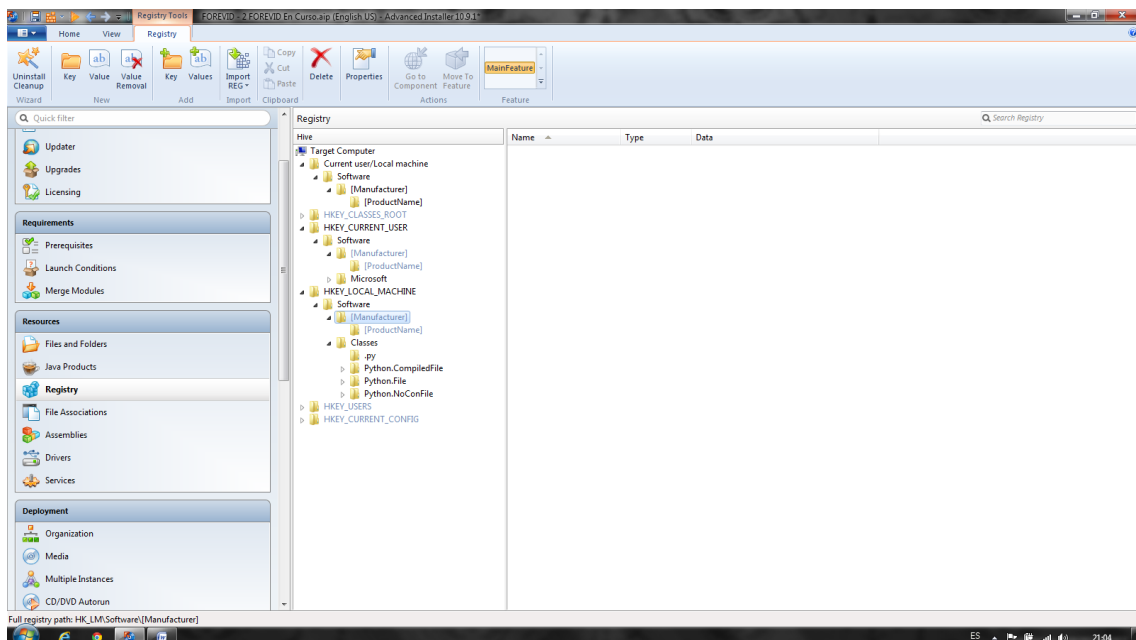 Registry Tools FOREVID - 2 FOREVID En Curso.aip (English US) - Advanced Installer 10.9.1*
Home View Registry
Uninstall Cleanup
Key
Value
Value Removal
Key
Values
Import REG
Copy
Cut
Paste
Delete
Properties
Go to Component
Move To Feature
MainFeature
Wizard New Add Import Clipboard Actions Feature
Quick filter
Updater
Upgrades
Licensing
Requirements
Prerequisites
Launch Conditions
Merge Modules
Resources
Files and Folders
Java Products
Registry
File Associations
Assemblies
Drivers
Services
Deployment
Organization
Media
Multiple Instances
CD/DVD Autorun
Registry
Search Registry
Hive
Name Type Data
Target Computer
Current user/Local machine
Software
[Manufacturer]
[ProductName]
HKEY_CLASSES_ROOT
HKEY_CURRENT_USER
Software
[Manufacturer]
[ProductName]
Microsoft
HKEY_LOCAL_MACHINE
Software
[Manufacturer]
[ProductName]
Classes
.py
Python.CompiledFile
Python.File
Python.NoConFile
HKEY_USERS
HKEY_CURRENT_CONFIG
Full registry path: HK_LM\Software\[Manufacturer]
ES 21:04